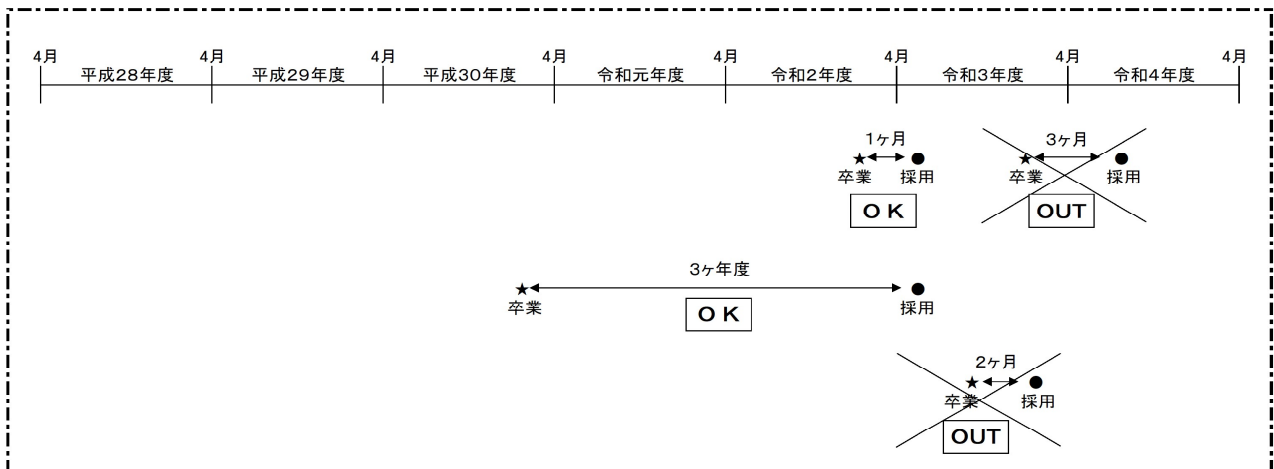 4月 4月 4月 4月 4月 4月 4月 4月
平成28年度 平成29年度 平成30年度 令和元年度 令和2年度 令和3年度 令和4年度
1ヶ月 3ヶ月
★ ● ★ ●
卒業 採用 卒業 採用
OK OUT
3ヶ年度
★ ●
卒業 採用
OK
2ヶ月
★ ●
卒業 採用
OUT